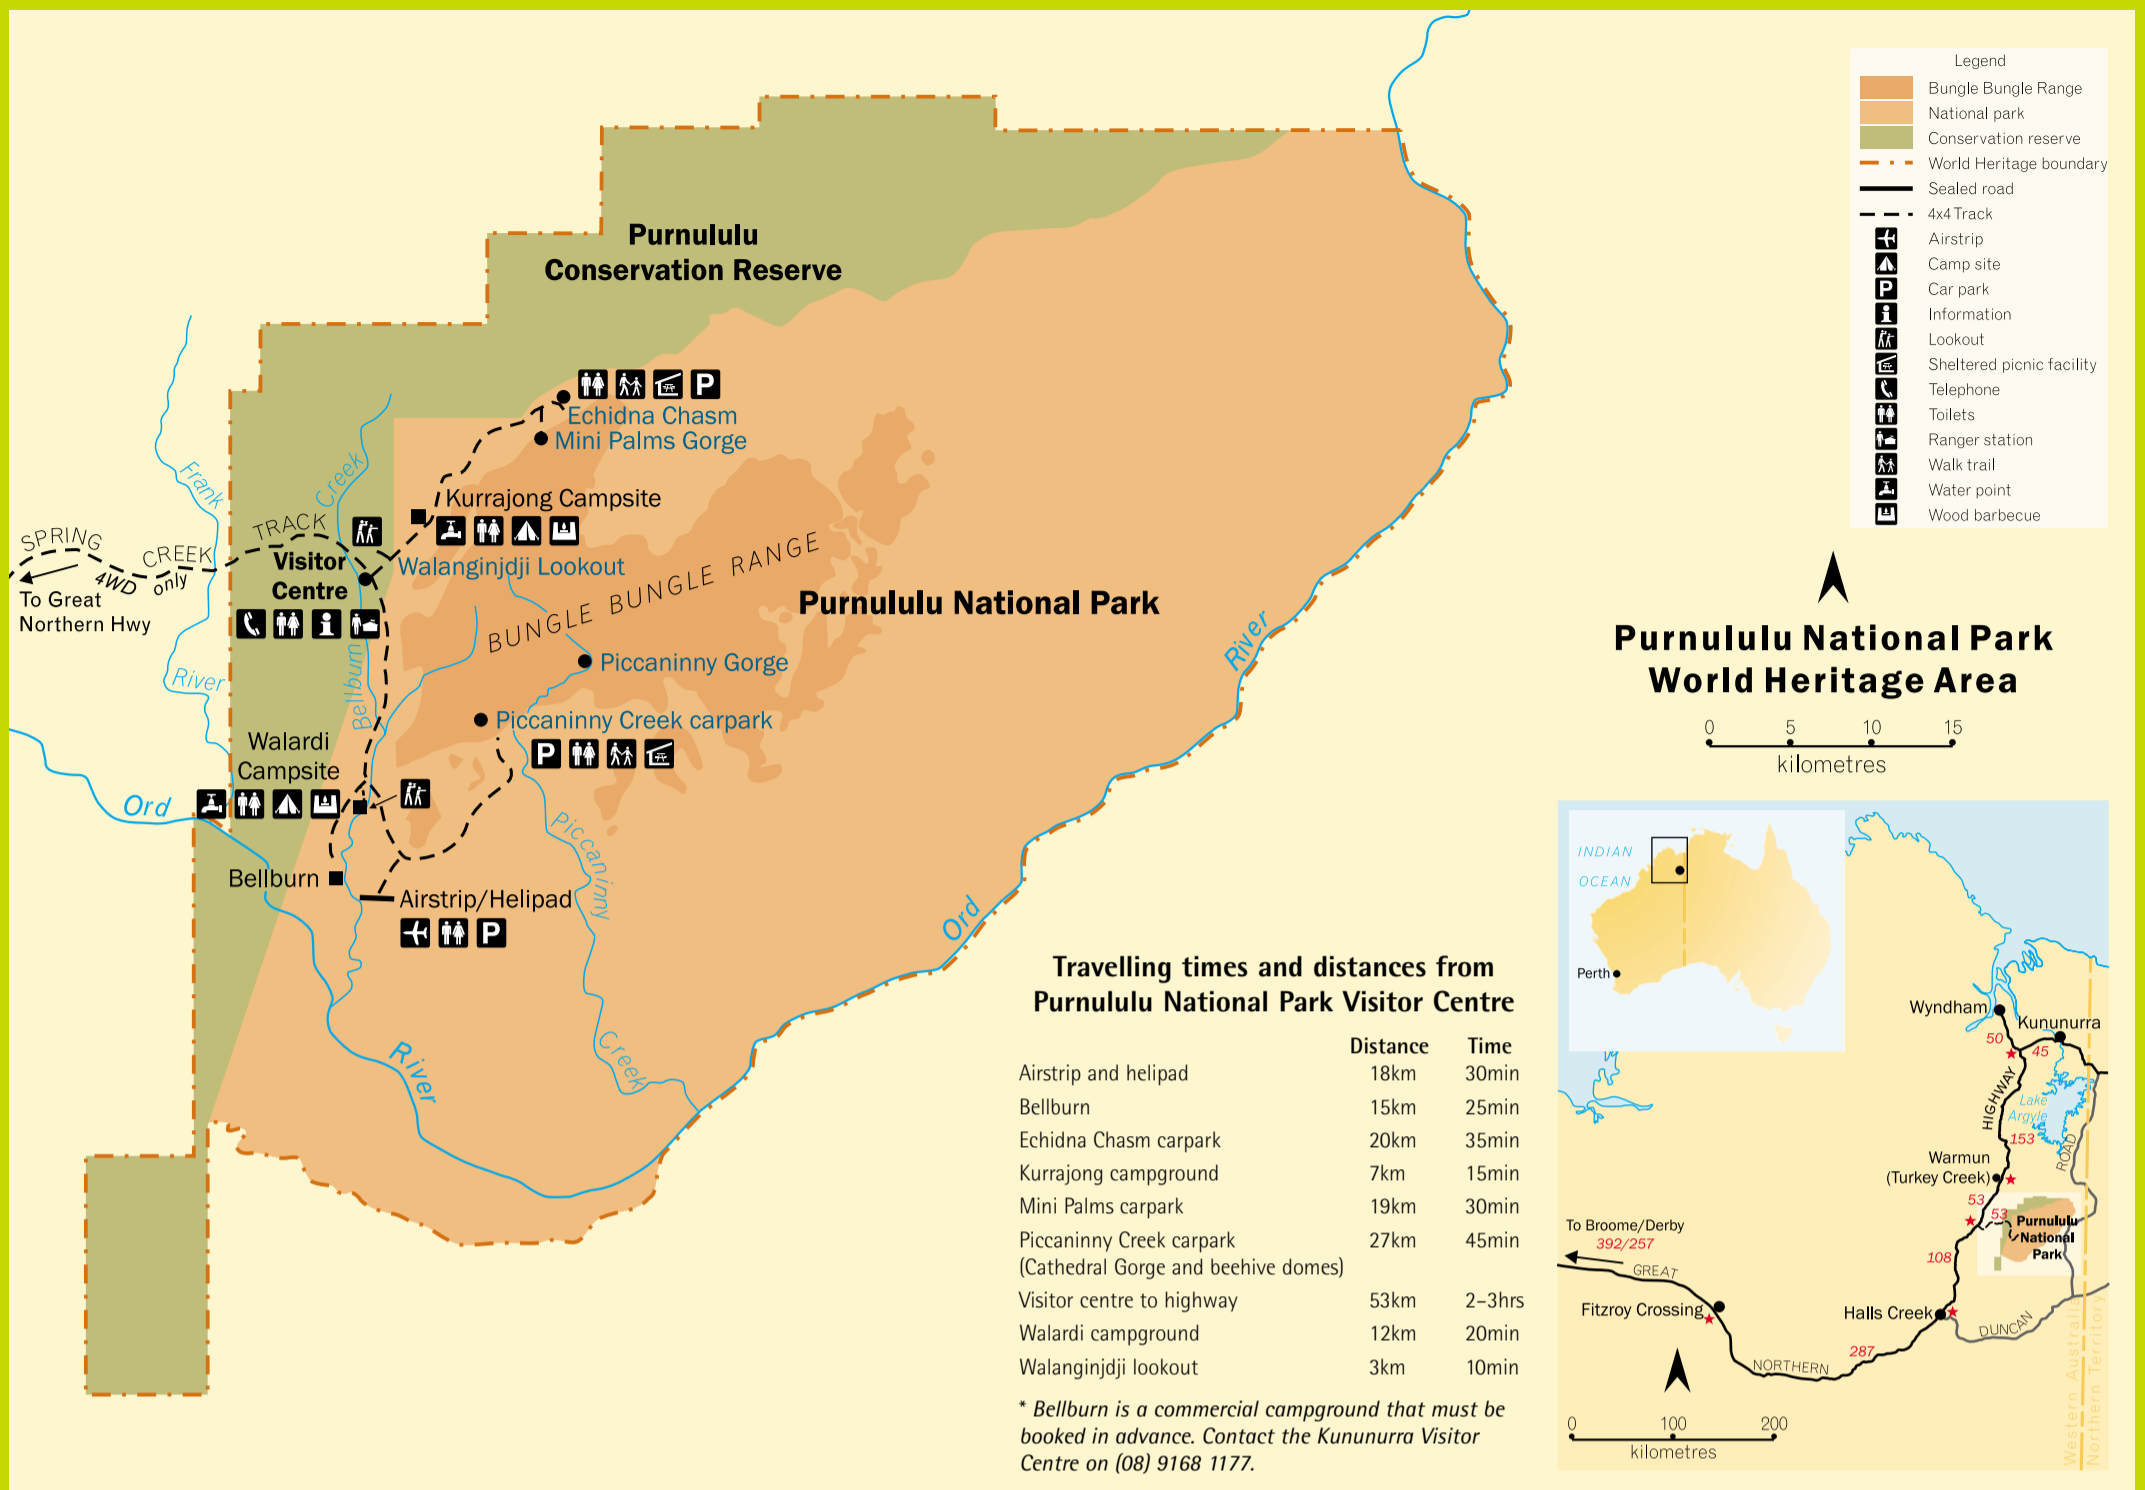 Legend
Bungle Bungle Range
National park
Conservation reserve
World Heritage boundary
Sealed road
4x4 Track
Airstrip
Camp site
P Car park
i Information
Lookout
Sheltered picnic facility
Telephone
Toilets
Ranger station
Walk trail
Water point
Wood barbecue
Purnululu
Conservation Reserve
P
Echidna Chasm
Mini Palms Gorge
Frank
River
Creek
Bellburn
Kurrajong Campsite
SPRING CREEK TRACK
4WD only
To Great
Northern Hwy
Visitor
Centre
i
Walanginjdji Lookout
BUNGLE BUNGLE RANGE
Purnululu National Park
Piccaninny Gorge
Piccaninny Creek carpark
P
Walardi
Campsite
Ord
River
Bellburn
Airstrip/Helipad
P
Piccaninny
Creek
Ord
River
Purnululu National Park
World Heritage Area
0 5 10 15
kilometres
Travelling times and distances from
Purnululu National Park Visitor Centre
Distance Time
Airstrip and helipad 18km 30min
Bellburn 15km 25min
Echidna Chasm carpark 20km 35min
Kurrajong campground 7km 15min
Mini Palms carpark 19km 30min
Piccaninny Creek carpark 27km 45min
(Cathedral Gorge and beehive domes)
Visitor centre to highway 53km 2–3hrs
Walardi campground 12km 20min
Walanginjdji lookout 3km 10min
* Bellburn is a commercial campground that must be
booked in advance. Contact the Kununurra Visitor
Centre on (08) 9168 1177.
INDIAN
OCEAN
Perth
Wyndham
Kununurra
50
45
HIGHWAY
Lake
Argyle
153
ROAD
Warmun
(Turkey Creek)
53
53
Purnululu
National
Park
To Broome/Derby
392/257
108
GREAT
Fitzroy Crossing
Halls Creek
DUNCAN
287
NORTHERN
0 100 200
kilometres
Western Australia
Northern Territory